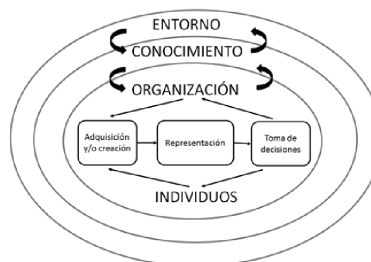 ENTORNO
CONOCIMIENTO
ORGANIZACIÓN
Adquisición
y/o creación
Representación
Toma de
decisiones
INDIVIDUOS